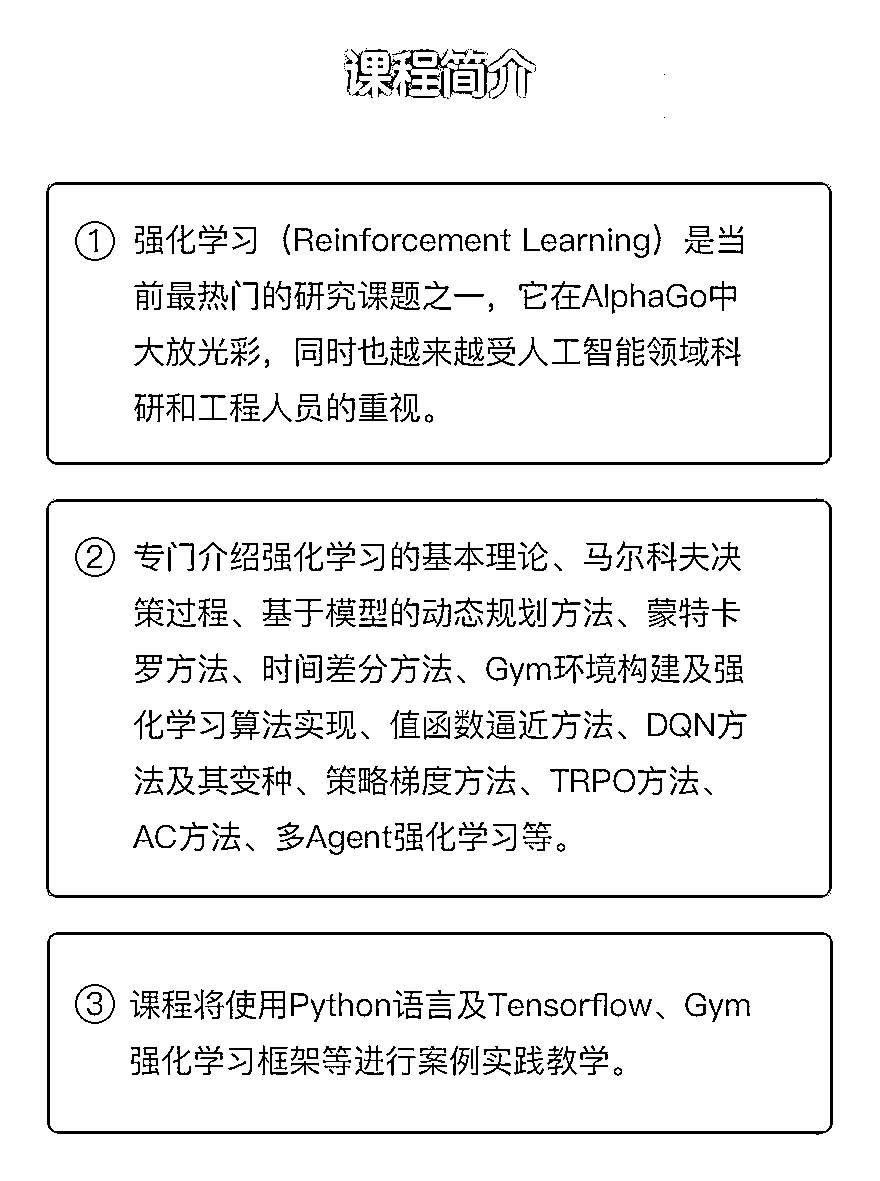 课程简介
① 强化学习（Reinforcement Learning）是当
前最热门的研究课题之一，它在AlphaGo中
大放光彩，同时也越来越受人工智能领域科
研和工程人员的重视。
② 专门介绍强化学习的基本理论、马尔科夫决
策过程、基于模型的动态规划方法、蒙特卡
罗方法、时间差分方法、Gym环境构建及强
化学习算法实现、值函数逼近方法、DQN方
法及其变种、策略梯度方法、TRPO方法、
AC方法、多Agent强化学习等。
③ 课程将使用Python语言及Tensorflow、Gym
强化学习框架等进行案例实践教学。